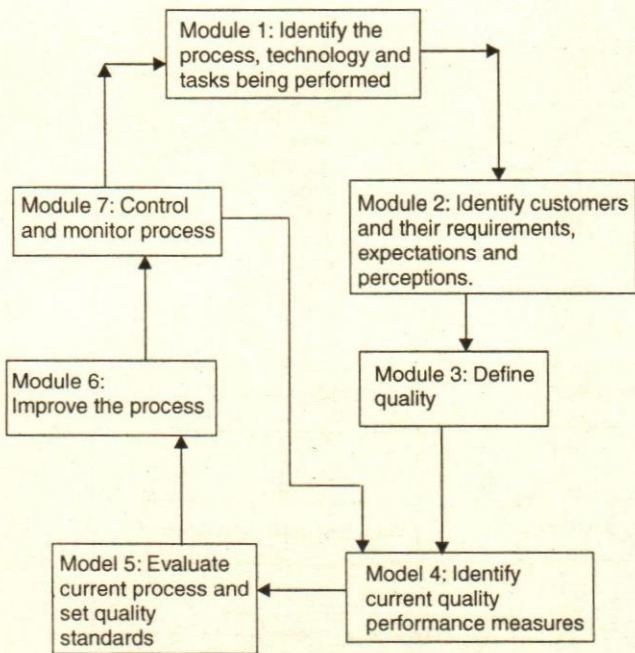 Module 1: Identify the
process, technology and
tasks being performed
Module 2: Identify customers
and their requirements,
expectations and
perceptions.
Module 3: Define
quality
Model 4: Identify
current quality
performance measures
Model 5: Evaluate
current process and
set quality
standards
Module 6:
Improve the process
Module 7: Control
and monitor process